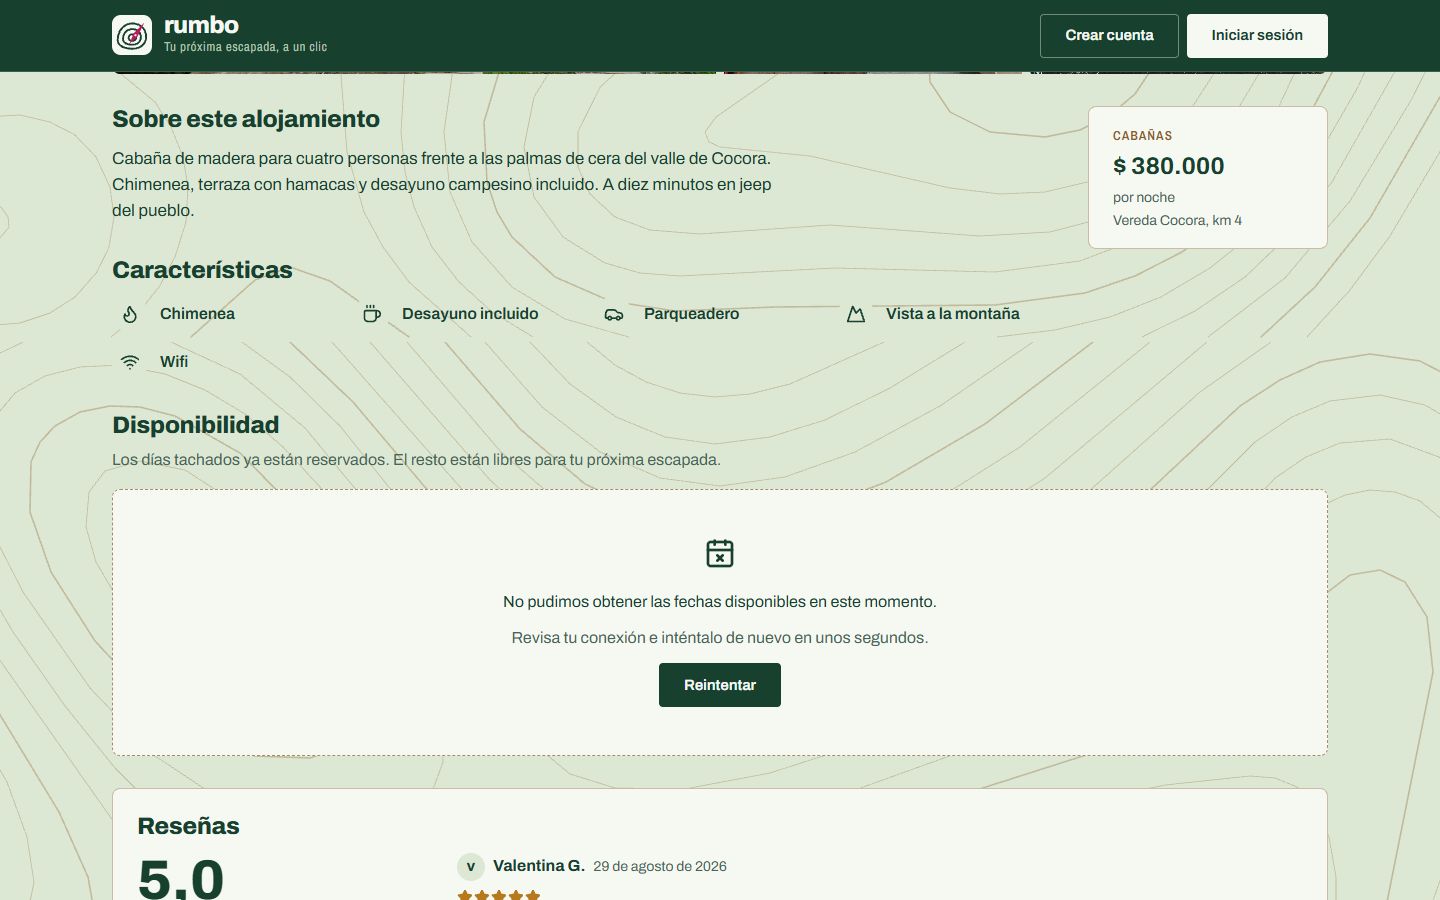 rumbo
Tu próxima escapada, a un clic
Crear cuenta
Iniciar sesión
Sobre este alojamiento
Cabaña de madera para cuatro personas frente a las palmas de cera del valle de Cocora.
Chimenea, terraza con hamacas y desayuno campesino incluido. A diez minutos en jeep
del pueblo.
CABAÑAS
$ 380.000
por noche
Vereda Cocora, km 4
Características
Chimenea
Desayuno incluido
Parqueadero
Vista a la montaña
Wifi
Disponibilidad
Los días tachados ya están reservados. El resto están libres para tu próxima escapada.
No pudimos obtener las fechas disponibles en este momento.
Revisa tu conexión e inténtalo de nuevo en unos segundos.
Reintentar
Reseñas
5,0
V
Valentina G. 29 de agosto de 2026